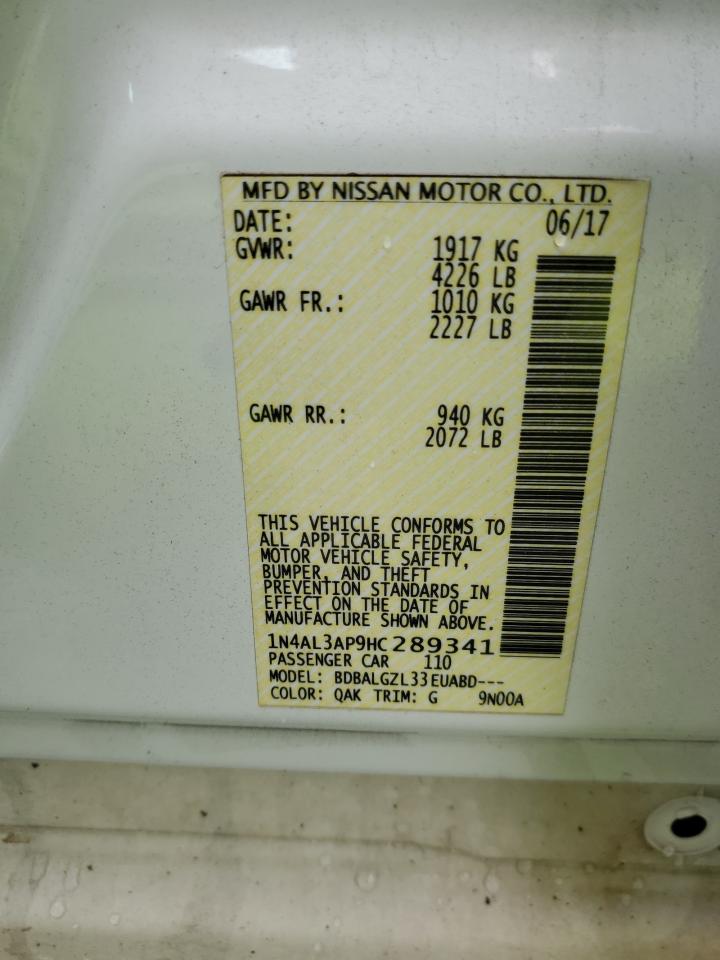 MFD BY NISSAN MOTOR CO., LTD.
DATE: 06/17
GVWR: 1917 KG
4226 LB
GAWR FR.: 1010 KG
2227 LB
GAWR RR.: 940 KG
2072 LB
THIS VEHICLE CONFORMS TO
ALL APPLICABLE FEDERAL
MOTOR VEHICLE SAFETY,
BUMPER, AND THEFT
PREVENTION STANDARDS IN
EFFECT ON THE DATE OF
MANUFACTURE SHOWN ABOVE.
1N4AL3AP9HC289341
PASSENGER CAR 110
MODEL: BDBALGZL33EUABD---
COLOR: QAK TRIM: G 9N00A